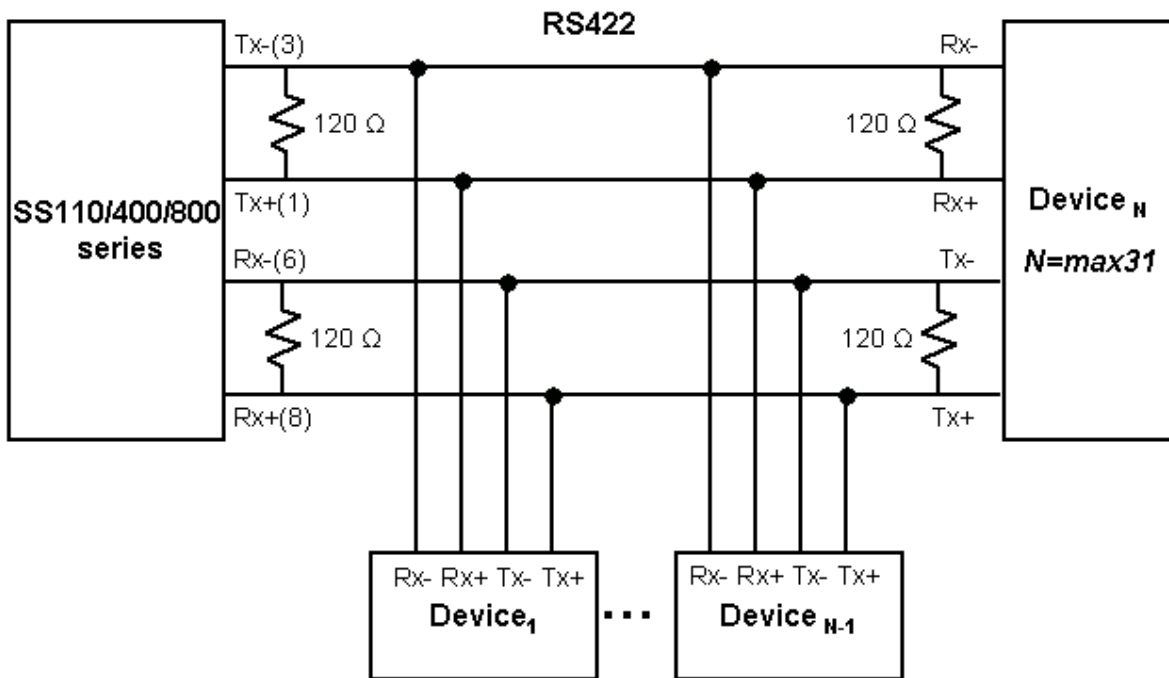 RS422
Tx-(3)
Rx-
120 Ω
120 Ω
Tx+(1)
Rx+
SS110/400/800
series
Device N
N=max31
Rx-(6)
Tx-
120 Ω
120 Ω
Rx+(8)
Tx+
Rx- Rx+ Tx- Tx+
Device1
...
Rx- Rx+ Tx- Tx+
Device N-1